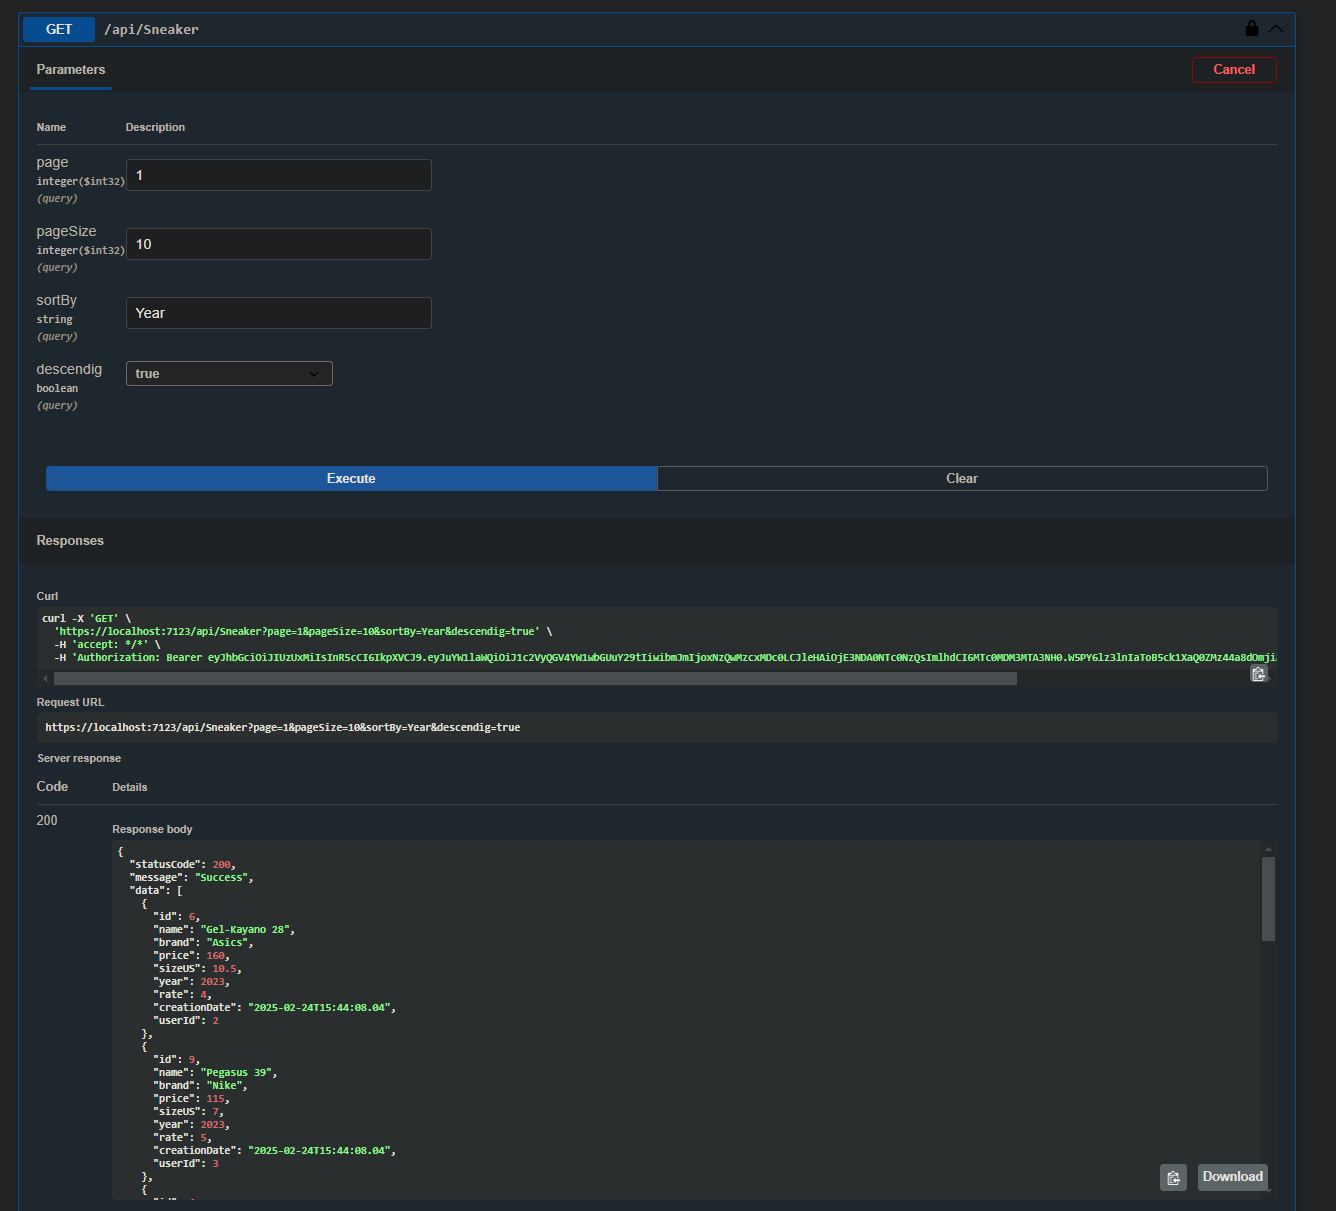 GET /api/Sneaker
Parameters
Cancel
Name Description
page
integer($int32)
(query)
1
pageSize
integer($int32)
(query)
10
sortBy
string
(query)
Year
descendig
boolean
(query)
true
Execute
Clear
Responses
Curl
curl -X 'GET' \
'https://localhost:7123/api/Sneaker?page=1&pageSize=10&sortBy=Year&descendig=true' \
-H 'accept: */*' \
-H 'Authorization: Bearer
Request URL
https://localhost:7123/api/Sneaker?page=1&pageSize=10&sortBy=Year&descendig=true
Server response
Code Details
200
Response body
{
"statusCode": 200,
"message": "Success",
"data": [
{
"id": 6,
"name": "Gel-Kayano 28",
"brand": "Asics",
"price": 160,
"sizeUS": 10.5,
"year": 2023,
"rate": 4,
"creationDate": "2025-02-24T15:44:08.04",
"userId": 2
},
{
"id": 9,
"name": "Pegasus 39",
"brand": "Nike",
"price": 115,
"sizeUS": 7,
"year": 2023,
"rate": 5,
"creationDate": "2025-02-24T15:44:08.04",
"userId": 3
},
{
Download